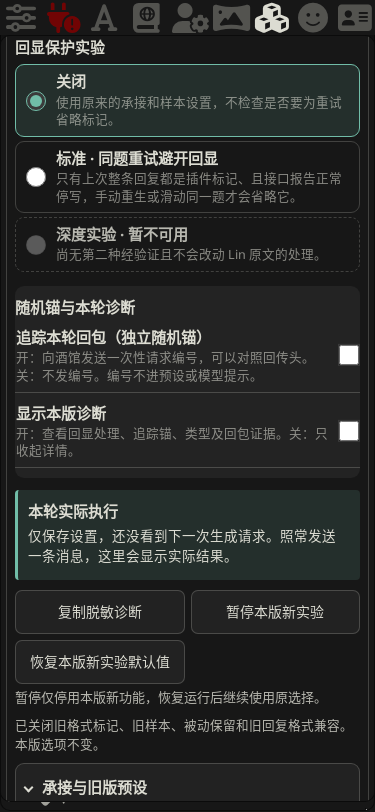 回显保护实验
关闭
使用原来的承接和样本设置，不检查是否要为重试
省略标记。
标准 · 同题重试避开回显
只有上次整条回复都是插件标记、且接口报告正常
停写，手动重生或滑动同一题才会省略它。
深度实验 · 暂不可用
尚无第二种经验证且不会改动 Lin 原文的处理。
随机锚与本轮诊断
追踪本轮回包（独立随机锚）
开：向酒馆发送一次性请求编号，可以对照回传头。
关：不发编号。编号不进预设或模型提示。
显示本版诊断
开：查看回显处理、追踪锚、类型及回包证据。关：只
收起详情。
本轮实际执行
仅保存设置，还没看到下一次生成请求。照常发送
一条消息，这里会显示实际结果。
复制脱敏诊断
暂停本版新实验
恢复本版新实验默认值
暂停仅停用本版新功能，恢复运行后继续使用原选择。
已关闭旧格式标记、旧样本、被动保留和旧回复格式兼容。
本版选项不变。
承接与旧版预设